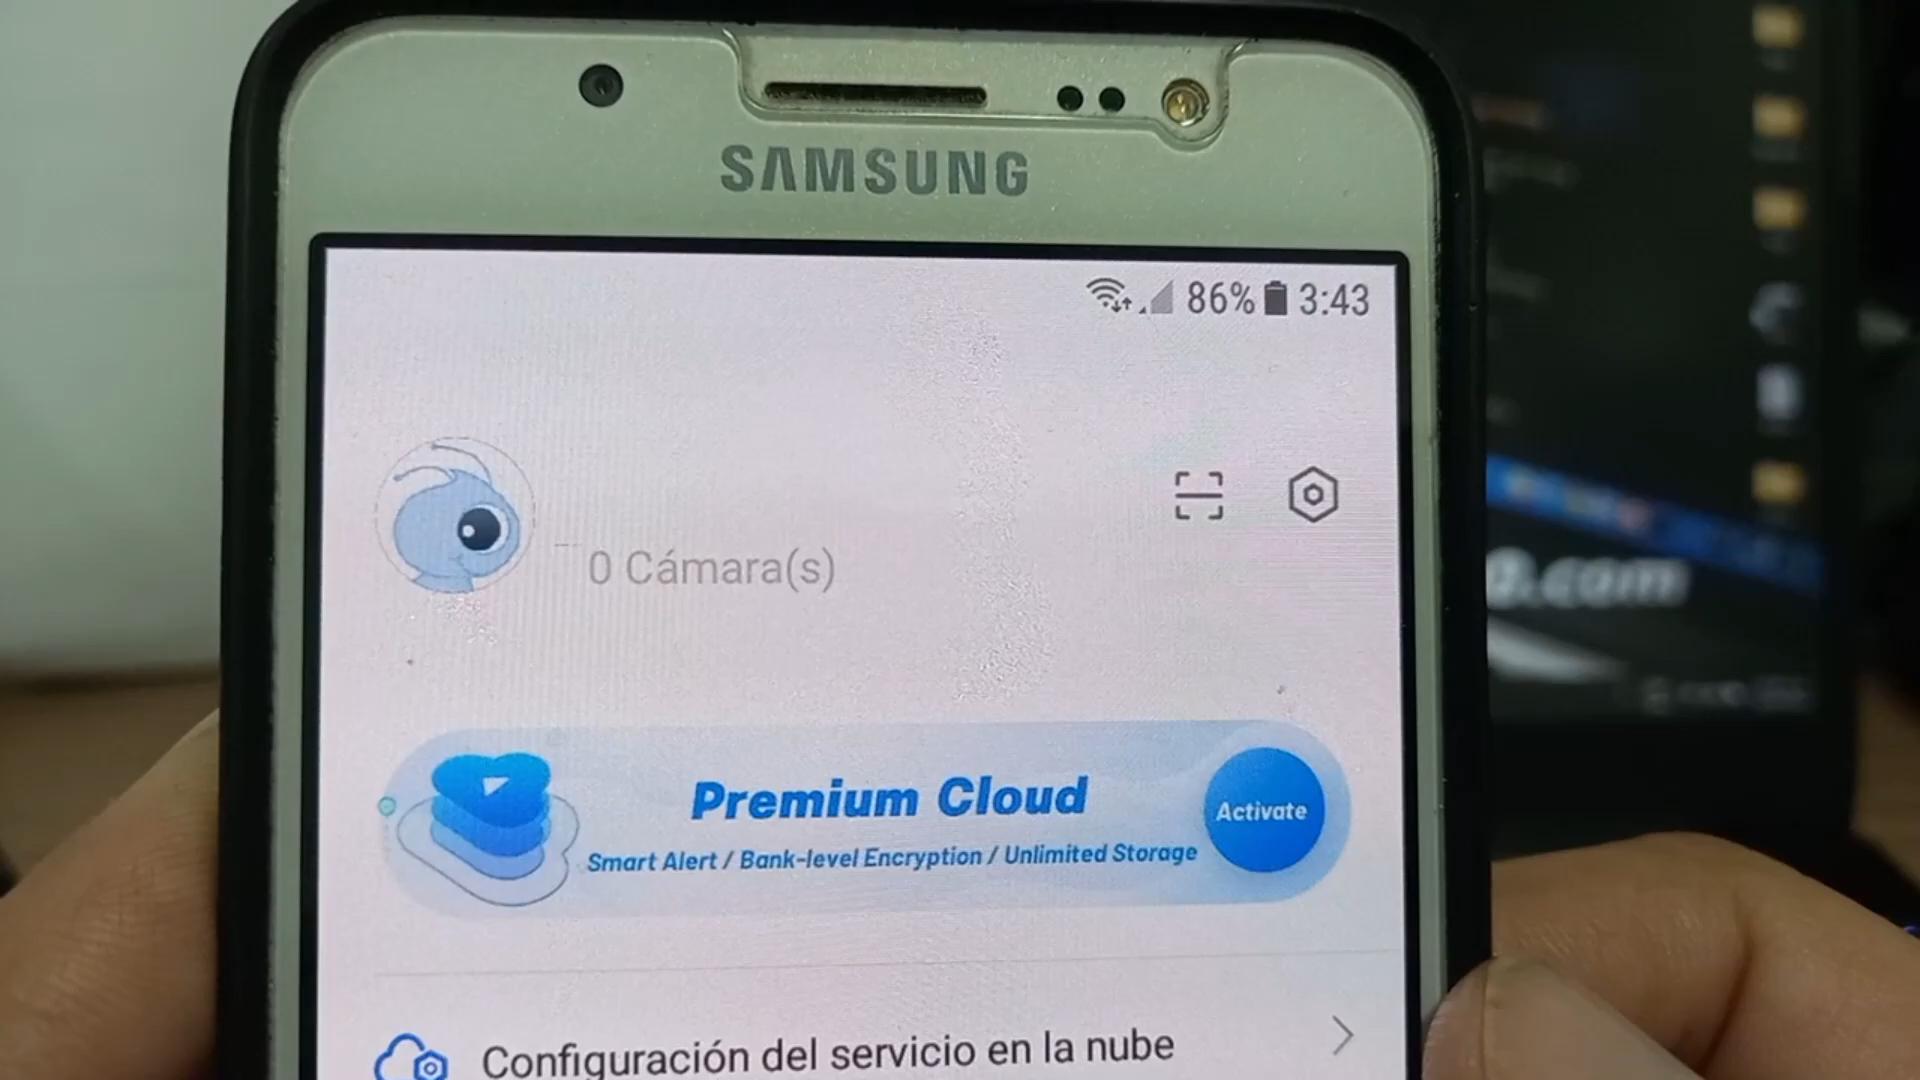 SAMSUNG
86% 3:43
0 Cámara(s)
Premium Cloud
Activate
Smart Alert / Bank-level Encryption / Unlimited Storage
Configuración del servicio en la nube
.com